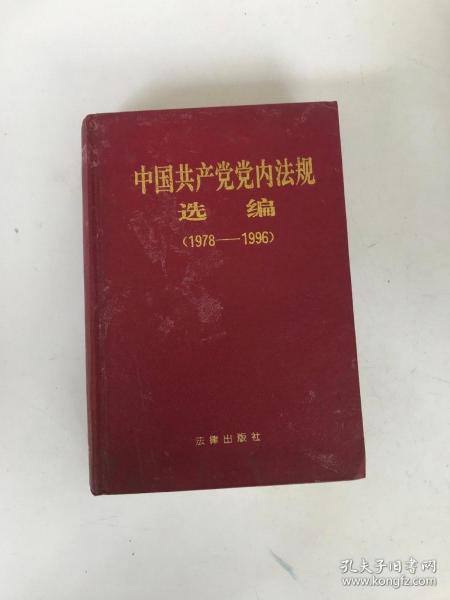 中国共产党党内法规
选编
(1978——1996)
法律出版社
孔夫子旧书网
www.kongfz.com